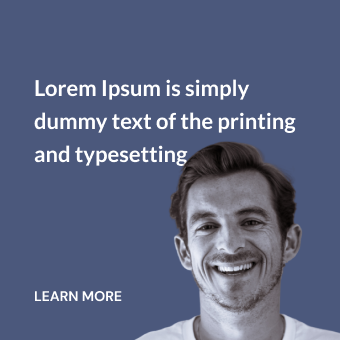 Lorem Ipsum is simply
dummy text of the printing
and typesetting
LEARN MORE